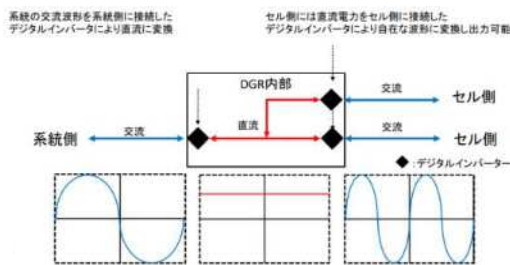 系統の交流波形を系統側に接続した
デジタルインバータにより直流に変換
セル側には直流電力をセル側に接続した
デジタルインバータにより自在な波形に変換し出力可能
DGR内部
交流
セル側
系統側
交流
直流
交流
セル側
◆:デジタルインバーター